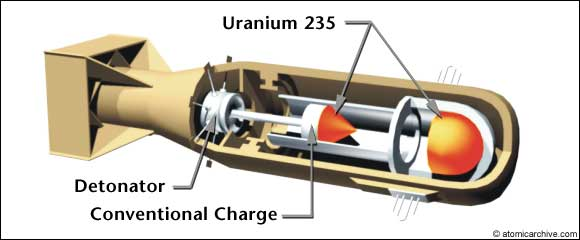 Uranium 235
Detonator
Conventional Charge
© atomicarchive.com